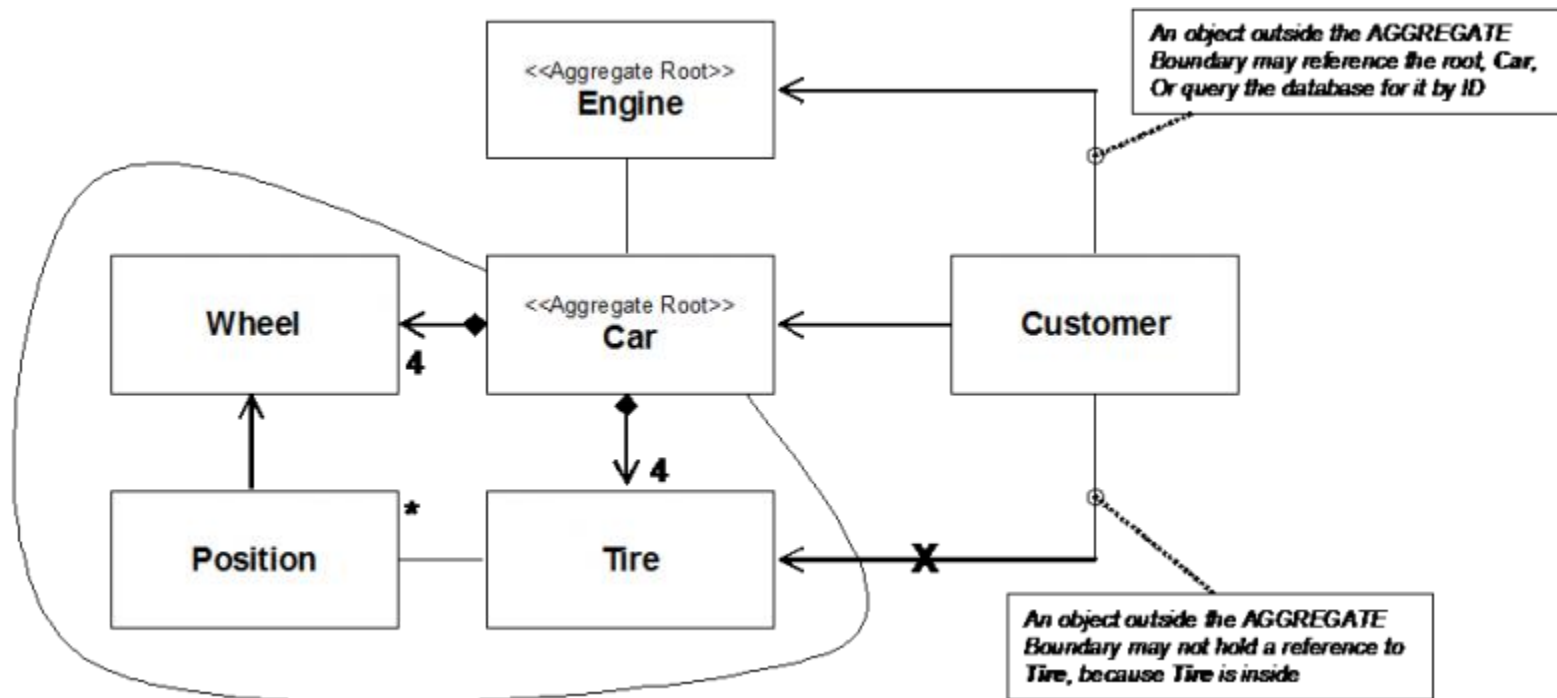 <<Aggregate Root>>
Engine
An object outside the AGGREGATE
Boundary may reference the root, Car,
Or query the database for it by ID
Wheel
4
<<Aggregate Root>>
Car
Customer
4
Position
*
Tire
X
An object outside the AGGREGATE
Boundary may not hold a reference to
Tire, because Tire is inside